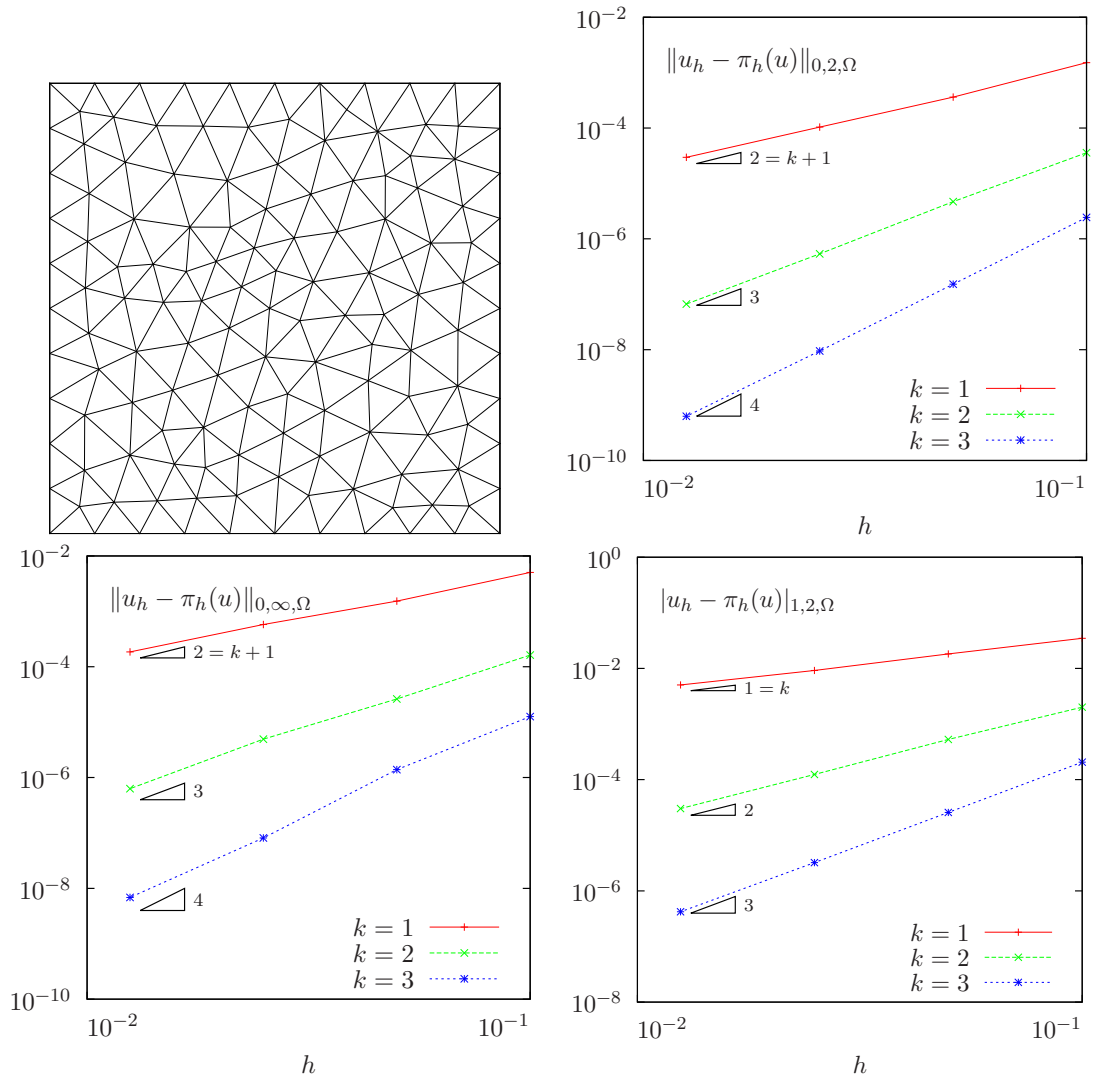 10⁻²
‖u_h − π_h(u)‖_{0,2,Ω}
10⁻⁴
2 = k + 1
10⁻⁶
3
10⁻⁸
4
k = 1
k = 2
k = 3
10⁻¹⁰
10⁻² 10⁻¹
h
10⁻²
‖u_h − π_h(u)‖_{0,∞,Ω}
2 = k + 1
10⁻⁴
10⁻⁶
3
10⁻⁸
4
k = 1
k = 2
k = 3
10⁻¹⁰
10⁻² 10⁻¹
h
10⁰
|u_h − π_h(u)|_{1,2,Ω}
10⁻²
1 = k
10⁻⁴
2
10⁻⁶
3
k = 1
k = 2
k = 3
10⁻⁸
10⁻² 10⁻¹
h